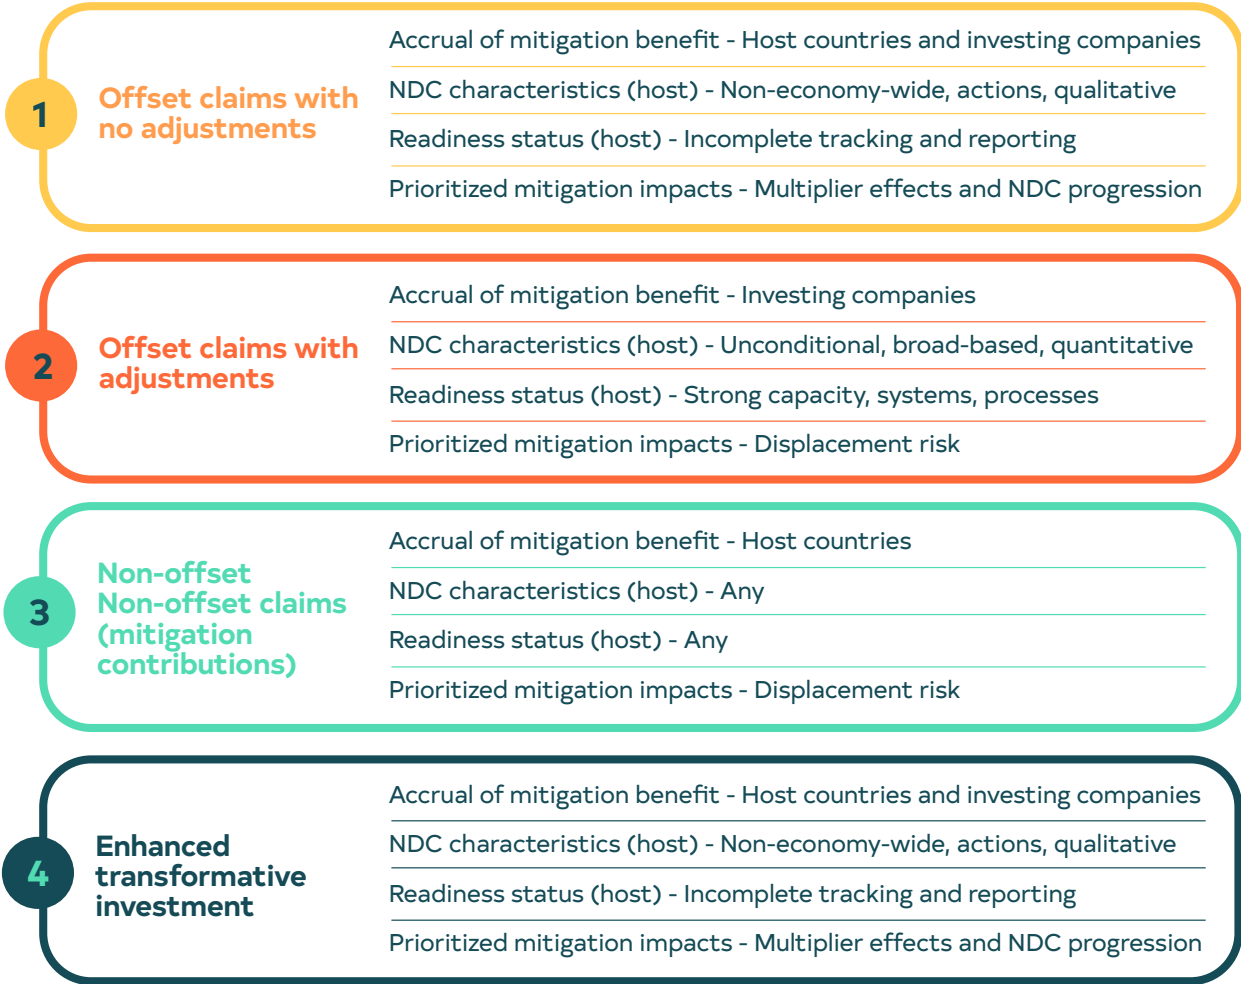 1
Offset claims with
no adjustments
Accrual of mitigation benefit - Host countries and investing companies
NDC characteristics (host) - Non-economy-wide, actions, qualitative
Readiness status (host) - Incomplete tracking and reporting
Prioritized mitigation impacts - Multiplier effects and NDC progression
2
Offset claims with
adjustments
Accrual of mitigation benefit - Investing companies
NDC characteristics (host) - Unconditional, broad-based, quantitative
Readiness status (host) - Strong capacity, systems, processes
Prioritized mitigation impacts - Displacement risk
3
Non-offset
Non-offset claims
(mitigation
contributions)
Accrual of mitigation benefit - Host countries
NDC characteristics (host) - Any
Readiness status (host) - Any
Prioritized mitigation impacts - Displacement risk
4
Enhanced
transformative
investment
Accrual of mitigation benefit - Host countries and investing companies
NDC characteristics (host) - Non-economy-wide, actions, qualitative
Readiness status (host) - Incomplete tracking and reporting
Prioritized mitigation impacts - Multiplier effects and NDC progression